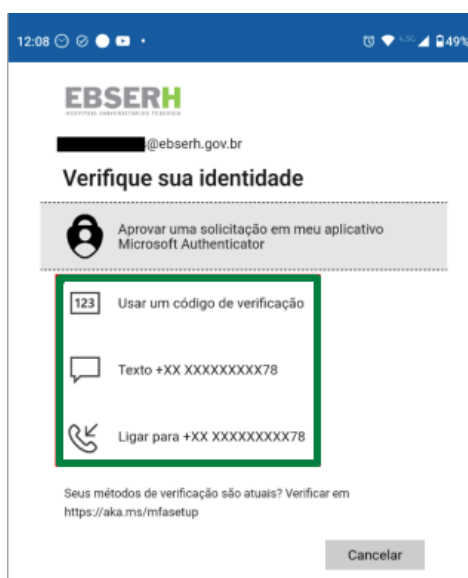 12:08
49%
EBSERH
HOSPITAIS UNIVERSITÁRIOS FEDERAIS
@ebserh.gov.br
Verifique sua identidade
Aprovar uma solicitação em meu aplicativo
Microsoft Authenticator
123 Usar um código de verificação
Texto +XX XXXXXXXXX78
Ligar para +XX XXXXXXXXX78
Seus métodos de verificação são atuais? Verificar em
https://aka.ms/mfasetup
Cancelar